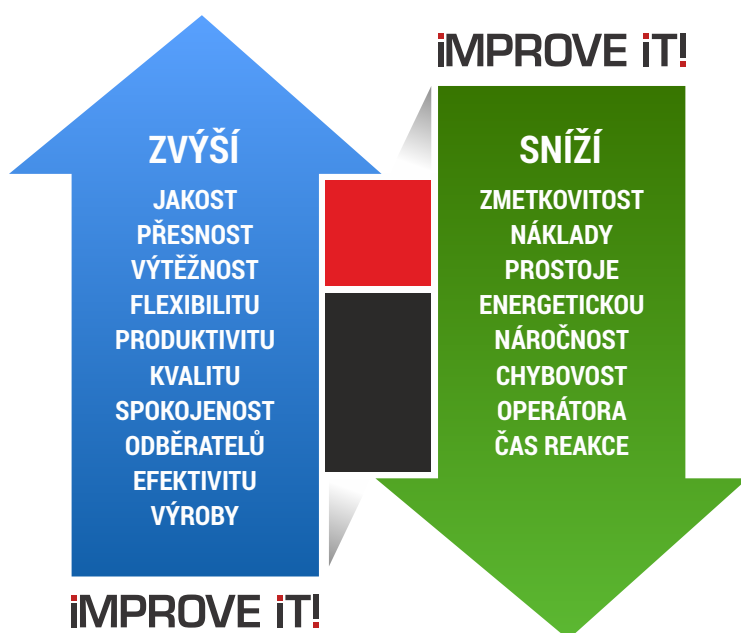 ZVÝŠÍ
JAKOST
PŘESNOST
VÝTĚŽNOST
FLEXIBILITU
PRODUKTIVITU
KVALITU
SPOKOJENOST
ODBĚRATELŮ
EFEKTIVITU
VÝROBY
iMPROVE iT!
iMPROVE iT!
SNÍŽÍ
ZMETKOVITOST
NÁKLADY
PROSTOJE
ENERGETICKOU
NÁROČNOST
CHYBOVOST
OPERÁTORA
ČAS REAKCE